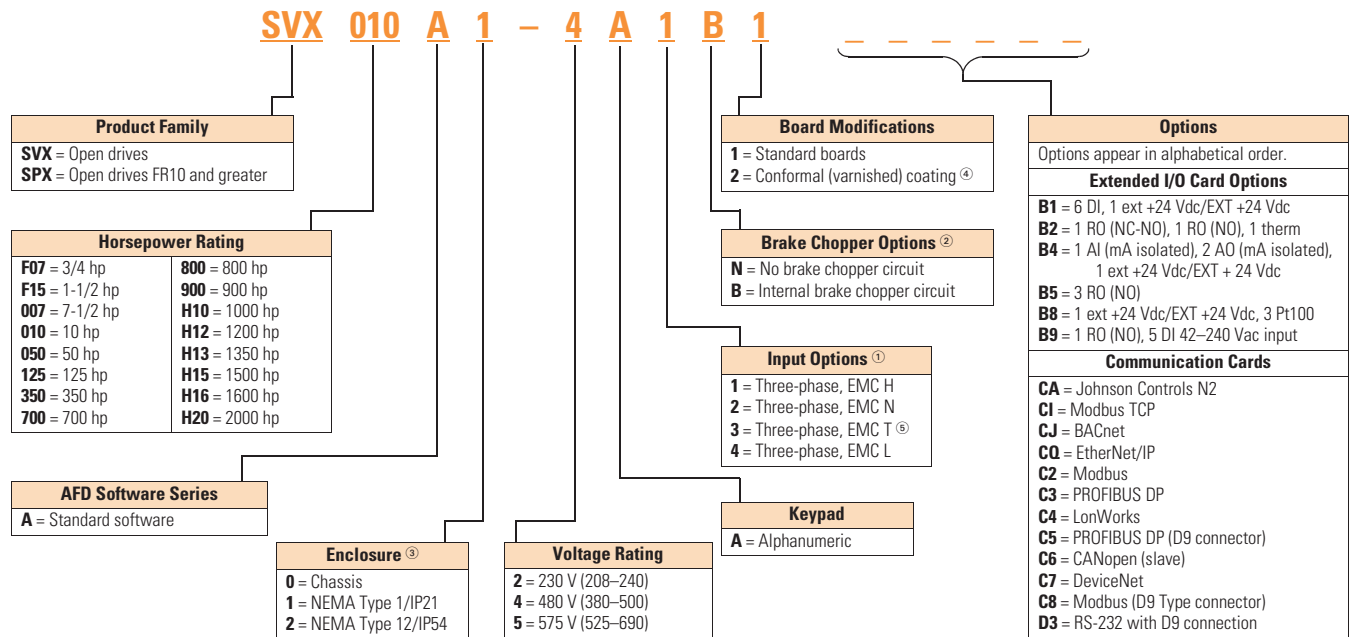 SVX 010 A 1 – 4 A 1 B 1 _ _ _ _ _ _
Product Family
SVX = Open drives
SPX = Open drives FR10 and greater
Horsepower Rating
F07 = 3/4 hp
F15 = 1-1/2 hp
007 = 7-1/2 hp
010 = 10 hp
050 = 50 hp
125 = 125 hp
350 = 350 hp
700 = 700 hp
800 = 800 hp
900 = 900 hp
H10 = 1000 hp
H12 = 1200 hp
H13 = 1350 hp
H15 = 1500 hp
H16 = 1600 hp
H20 = 2000 hp
AFD Software Series
A = Standard software
Enclosure ③
0 = Chassis
1 = NEMA Type 1/IP21
2 = NEMA Type 12/IP54
Voltage Rating
2 = 230 V (208–240)
4 = 480 V (380–500)
5 = 575 V (525–690)
Keypad
A = Alphanumeric
Input Options ①
1 = Three-phase, EMC H
2 = Three-phase, EMC N
3 = Three-phase, EMC T ⑤
4 = Three-phase, EMC L
Brake Chopper Options ②
N = No brake chopper circuit
B = Internal brake chopper circuit
Board Modifications
1 = Standard boards
2 = Conformal (varnished) coating ④
Options
Options appear in alphabetical order.
Extended I/O Card Options
B1 = 6 DI, 1 ext +24 Vdc/EXT +24 Vdc
B2 = 1 RO (NC-NO), 1 RO (NO), 1 therm
B4 = 1 AI (mA isolated), 2 AO (mA isolated),
1 ext +24 Vdc/EXT + 24 Vdc
B5 = 3 RO (NO)
B8 = 1 ext +24 Vdc/EXT +24 Vdc, 3 Pt100
B9 = 1 RO (NO), 5 DI 42–240 Vac input
Communication Cards
CA = Johnson Controls N2
CI = Modbus TCP
CJ = BACnet
CQ = EtherNet/IP
C2 = Modbus
C3 = PROFIBUS DP
C4 = LonWorks
C5 = PROFIBUS DP (D9 connector)
C6 = CANopen (slave)
C7 = DeviceNet
C8 = Modbus (D9 Type connector)
D3 = RS-232 with D9 connection